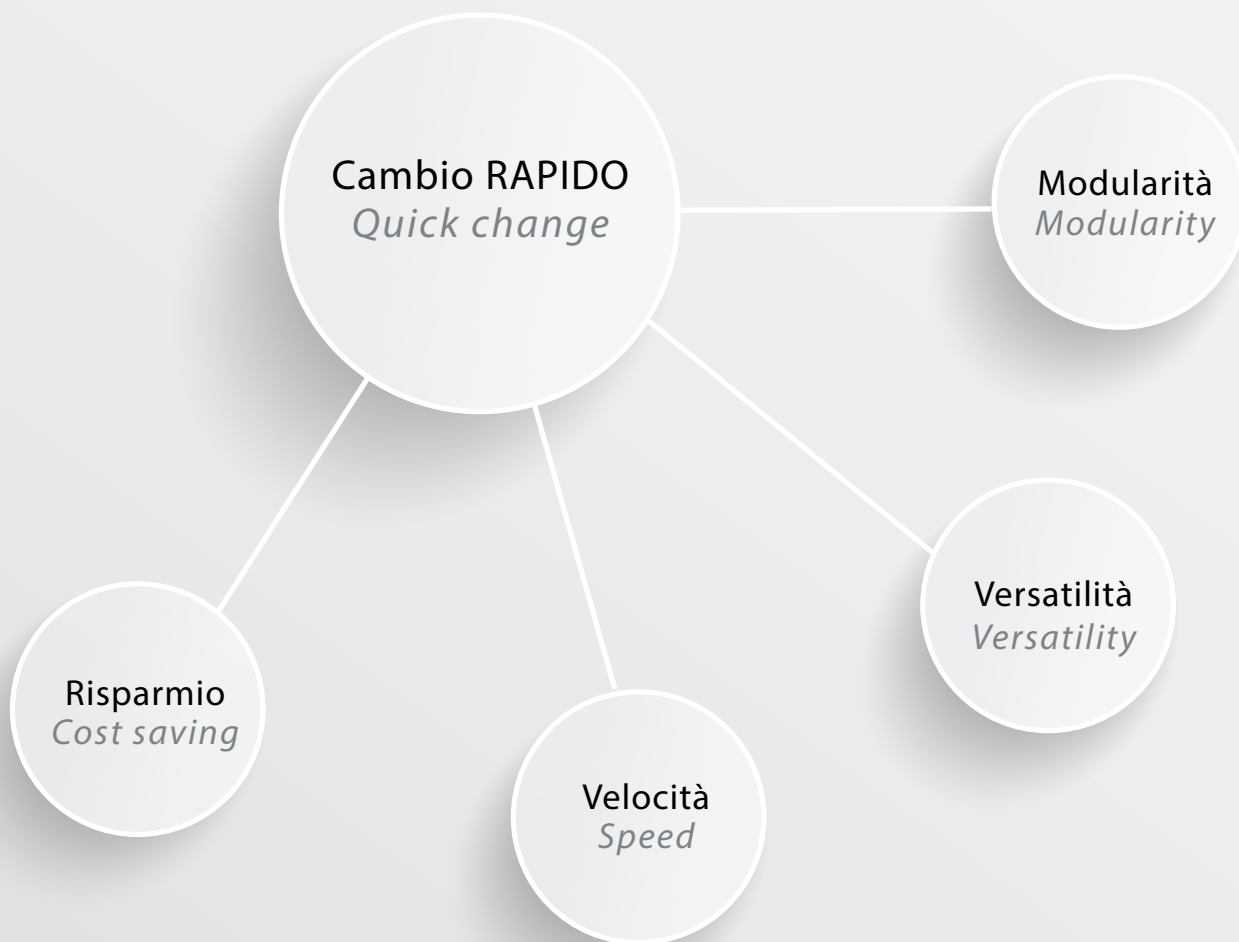 Cambio RAPIDO
Quick change
Modularità
Modularity
Versatilità
Versatility
Risparmio
Cost saving
Velocità
Speed